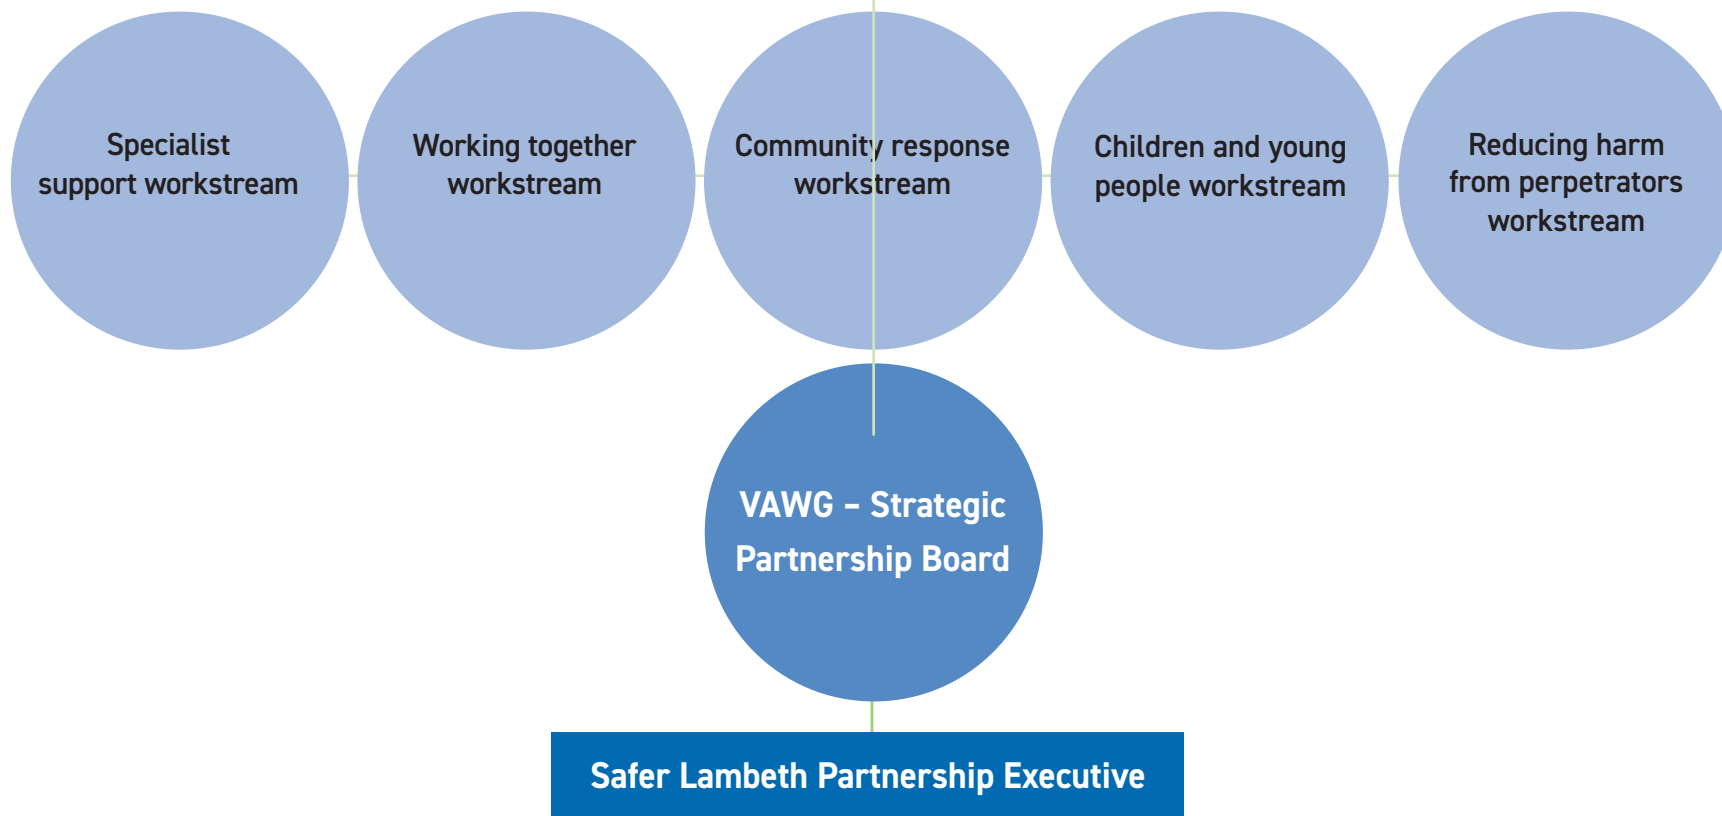 Specialist
support workstream
Working together
workstream
Community response
workstream
Children and young
people workstream
Reducing harm
from perpetrators
workstream
VAWG – Strategic
Partnership Board
Safer Lambeth Partnership Executive